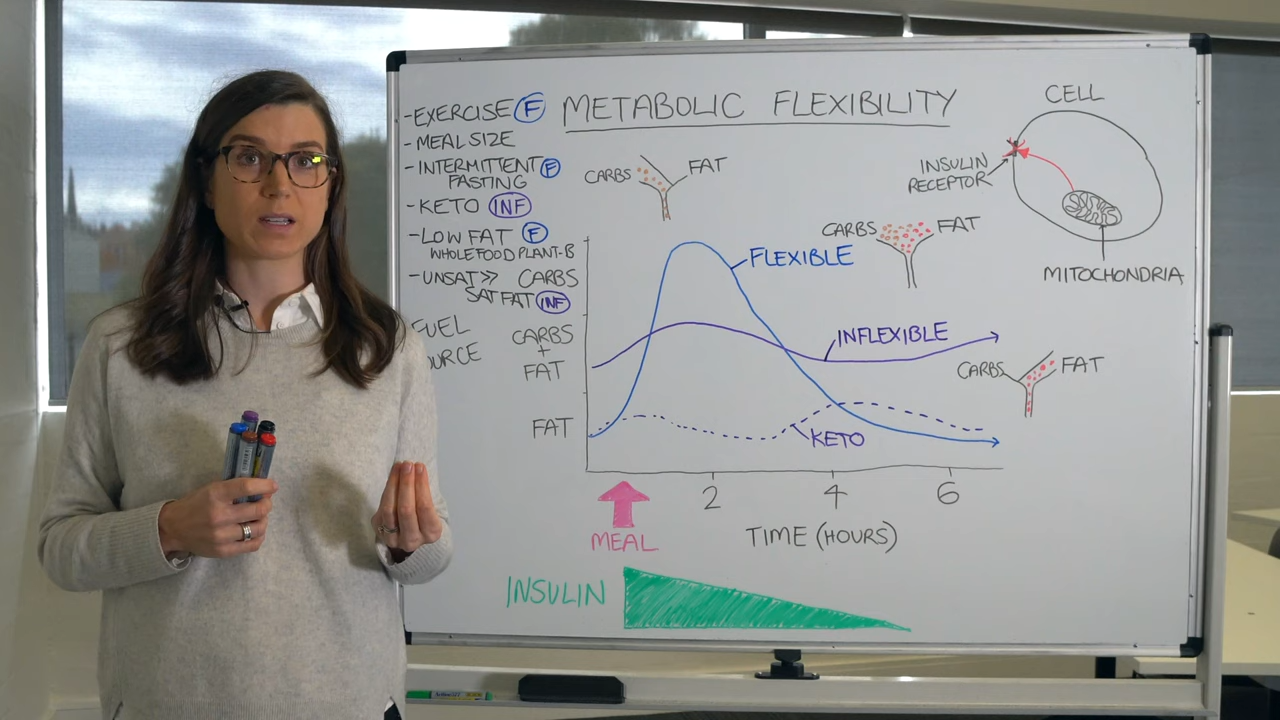 METABOLIC FLEXIBILITY
-EXERCISE (F)
-MEAL SIZE
-INTERMITTENT (F)
FASTING
-KETO (INF)
-LOW FAT (F)
WHOLEFOOD PLANT-B
-UNSAT >> CARBS
SAT FAT (INF)
FUEL
CARBS
+
FAT
FAT
CARBS FAT
FLEXIBLE
INFLEXIBLE
KETO
CARBS FAT
CARBS FAT
CELL
INSULIN
RECEPTOR
MITOCHONDRIA
2 4 6
MEAL
TIME (HOURS)
INSULIN